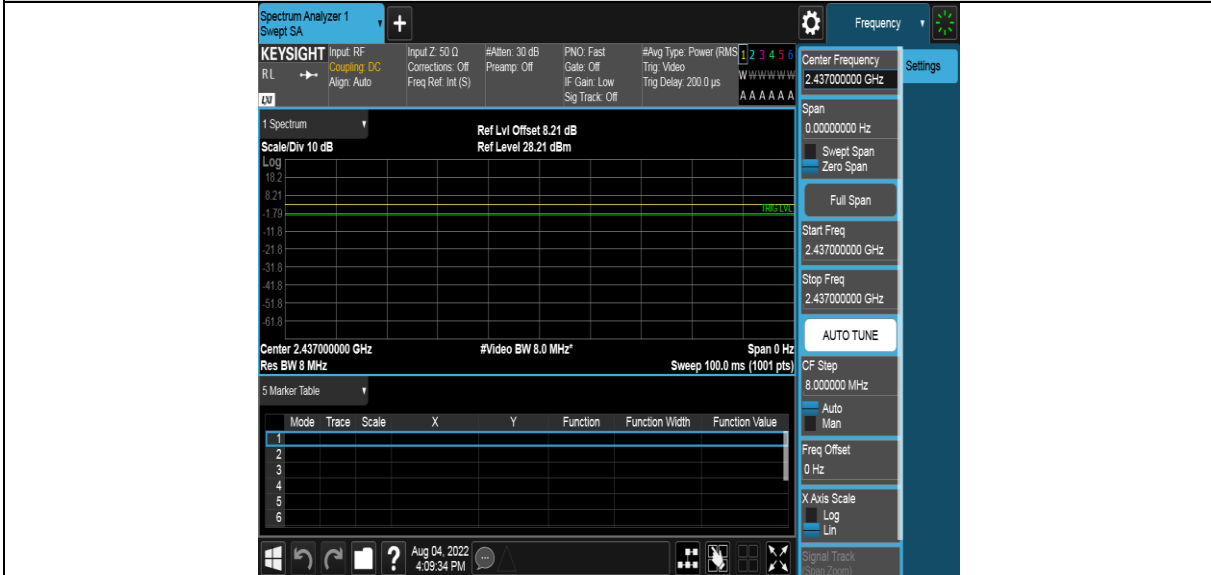 Spectrum Analyzer 1
Swept SA
+
Frequency
KEYSIGHT
RL
LXI
Input: RF
Coupling: DC
Align: Auto
Input Z: 50 Ω
Corrections: Off
Freq Ref: Int (S)
#Atten: 30 dB
Preamp: Off
PNO: Fast
Gate: Off
IF Gain: Low
Sig Track: Off
#Avg Type: Power (RMS
Trig: Video
Trig Delay: 200.0 µs
1 2 3 4 5 6
W W W W W W
A A A A A A
Center Frequency
2.437000000 GHz
Settings
Span
0.00000000 Hz
Swept Span
Zero Span
Full Span
Start Freq
2.437000000 GHz
Stop Freq
2.437000000 GHz
AUTO TUNE
CF Step
8.000000 MHz
Auto
Man
Freq Offset
0 Hz
X Axis Scale
Log
Lin
Signal Track
(Span Zoom)
1 Spectrum
Scale/Div 10 dB
Ref Lvl Offset 8.21 dB
Ref Level 28.21 dBm
Log
18.2
8.21
-1.79
-11.8
-21.8
-31.8
-41.8
-51.8
-61.8
TRIG LVL
Center 2.437000000 GHz
#Video BW 8.0 MHz*
Span 0 Hz
Res BW 8 MHz
Sweep 100.0 ms (1001 pts)
5 Marker Table
Mode Trace Scale X Y Function Function Width Function Value
1
2
3
4
5
6
?
Aug 04, 2022
4:09:34 PM